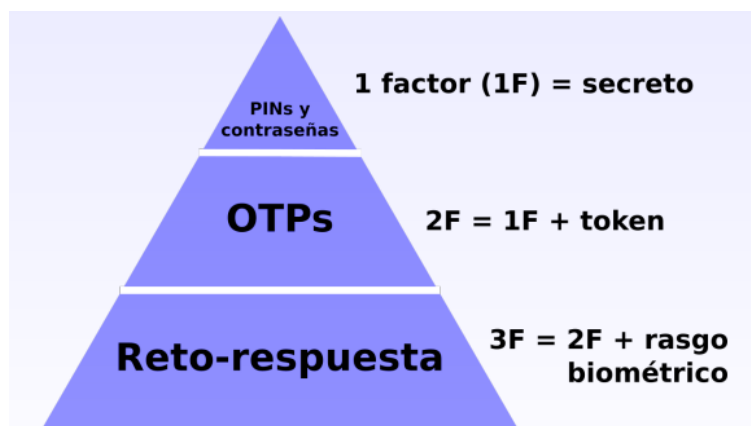 1 factor (1F) = secreto
PINs y
contraseñas
OTPs
2F = 1F + token
Reto-respuesta
3F = 2F + rasgo
biométrico